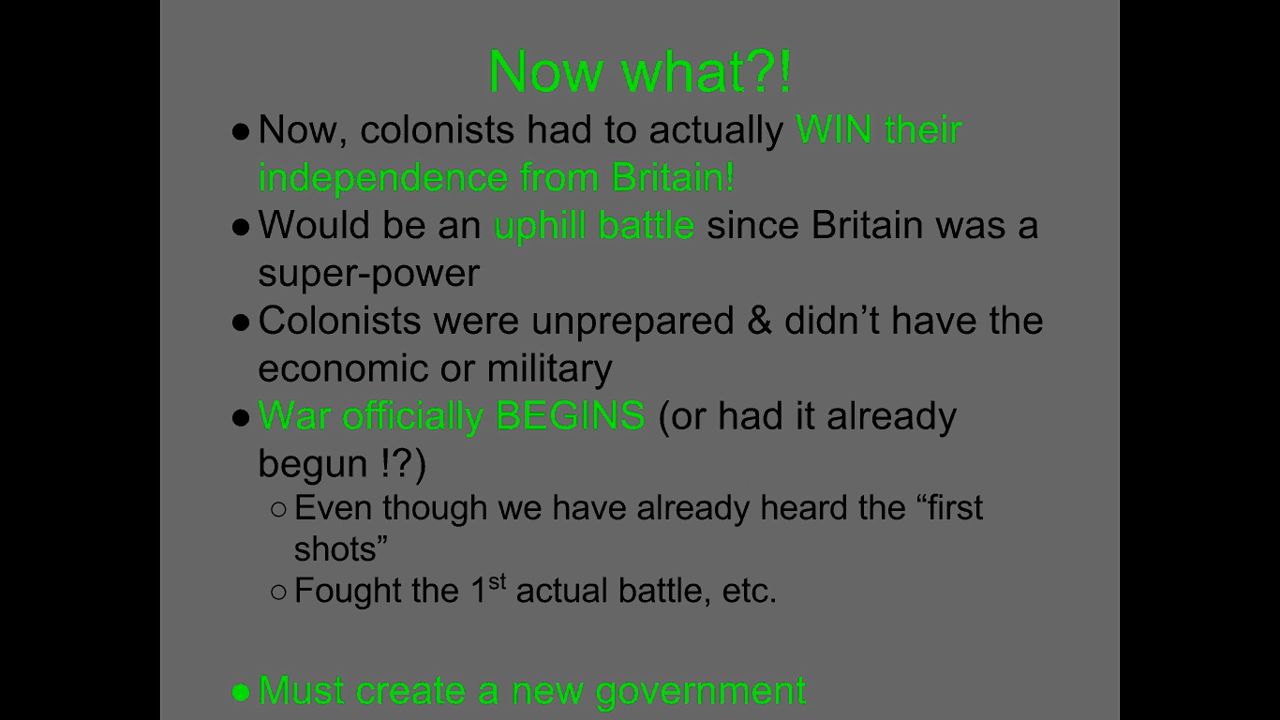 Now what?!
● Now, colonists had to actually WIN their
independence from Britain!
● Would be an uphill battle since Britain was a
super-power
● Colonists were unprepared & didn’t have the
economic or military
● War officially BEGINS (or had it already
begun !?)
○ Even though we have already heard the “first
shots”
○ Fought the 1st actual battle, etc.
● Must create a new government